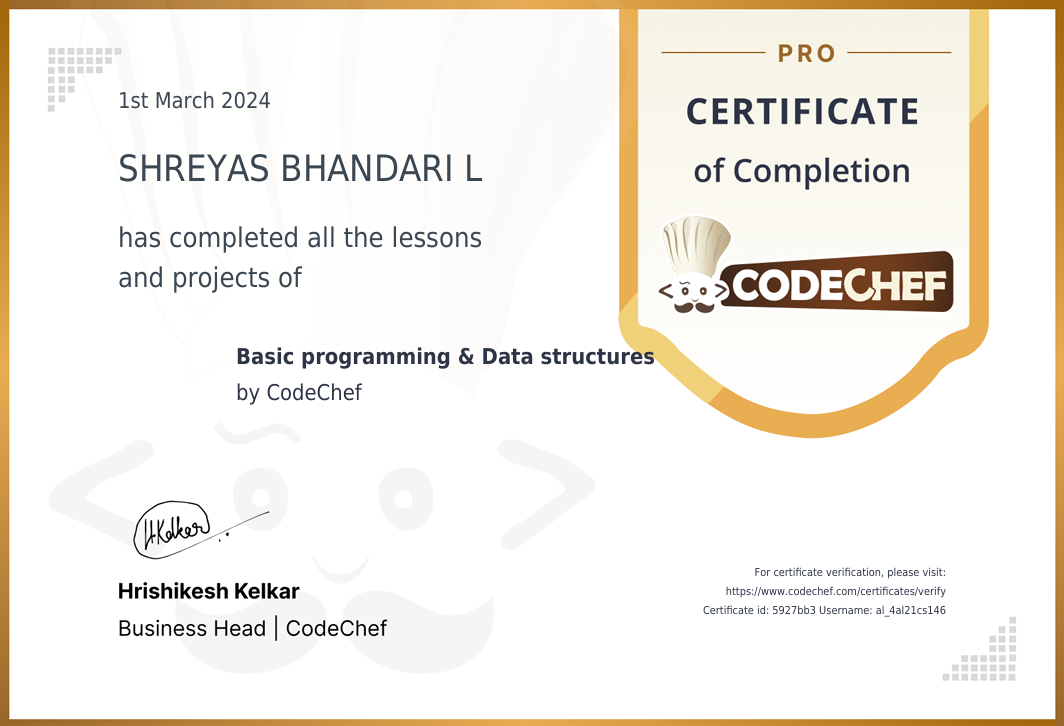 1st March 2024
SHREYAS BHANDARI L
has completed all the lessons
and projects of
Basic programming & Data structures
by CodeChef
PRO
CERTIFICATE
of Completion
CODECHEF
H.Kelkar
Hrishikesh Kelkar
Business Head | CodeChef
For certificate verification, please visit:
https://www.codechef.com/certificates/verify
Certificate id: 5927bb3 Username: al_4al21cs146